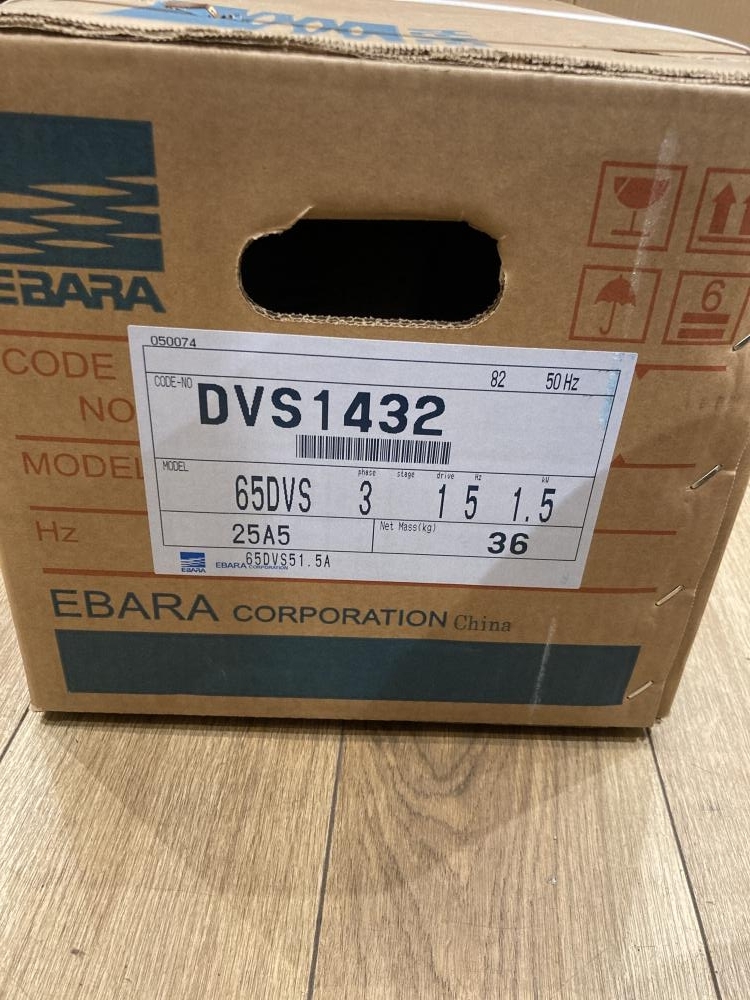 EBARA
6
CODE
NO
MODEL
Hz
050074
82 50Hz
CODE-NO DVS1432
MODEL phase stage drive Hz kW
65DVS 3 1 5 1.5
25A5 Net Mass(kg) 36
EBARA EBARA CORPORATION 65DVS51.5A
EBARA CORPORATION China